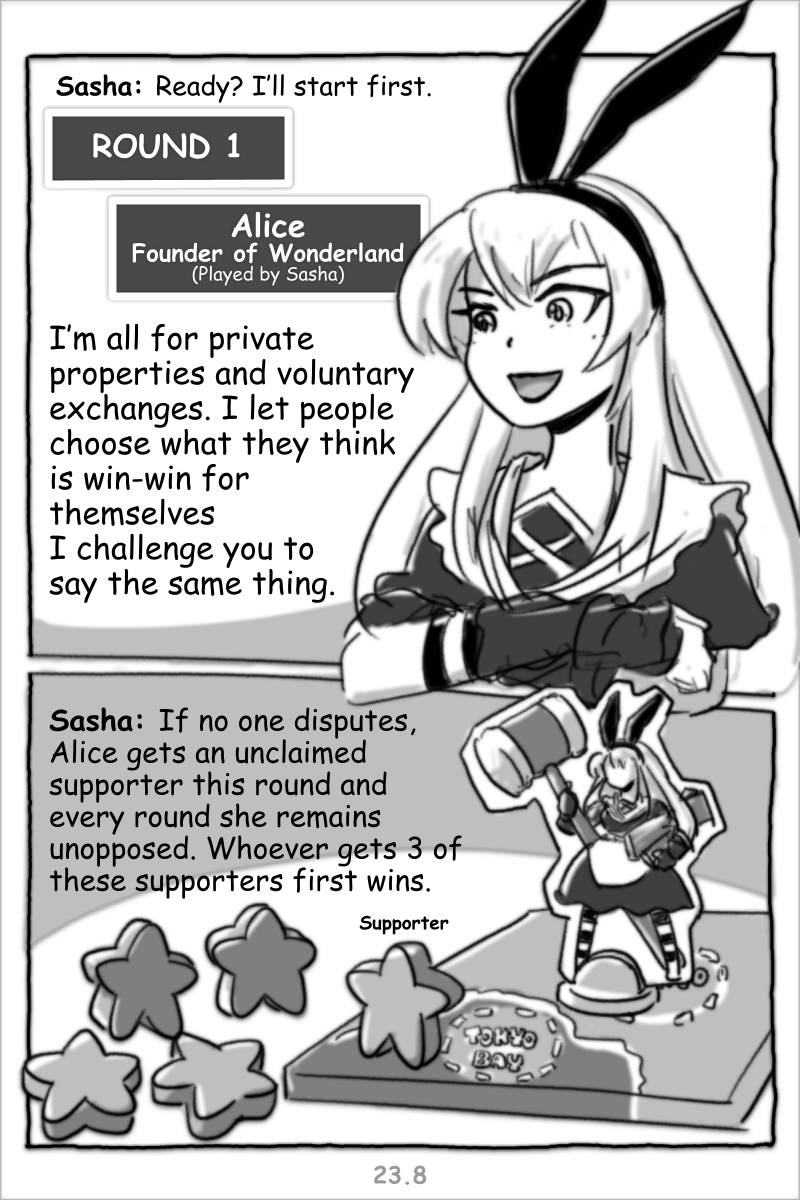 Sasha: Ready? I'll start first.
ROUND 1
Alice
Founder of Wonderland
(Played by Sasha)
I'm all for private
properties and voluntary
exchanges. I let people
choose what they think
is win-win for
themselves
I challenge you to
say the same thing.
Sasha: If no one disputes,
Alice gets an unclaimed
supporter this round and
every round she remains
unopposed. Whoever gets 3 of
these supporters first wins.
Supporter
TOKYO
BAY
23.8